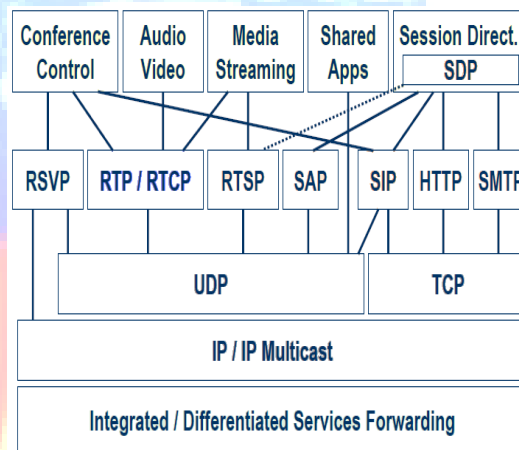 Conference
Control
Audio
Video
Media
Streaming
Shared
Apps
Session Direct.
SDP
RSVP
RTP / RTCP
RTSP
SAP
SIP
HTTP
SMTP
UDP
TCP
IP / IP Multicast
Integrated / Differentiated Services Forwarding